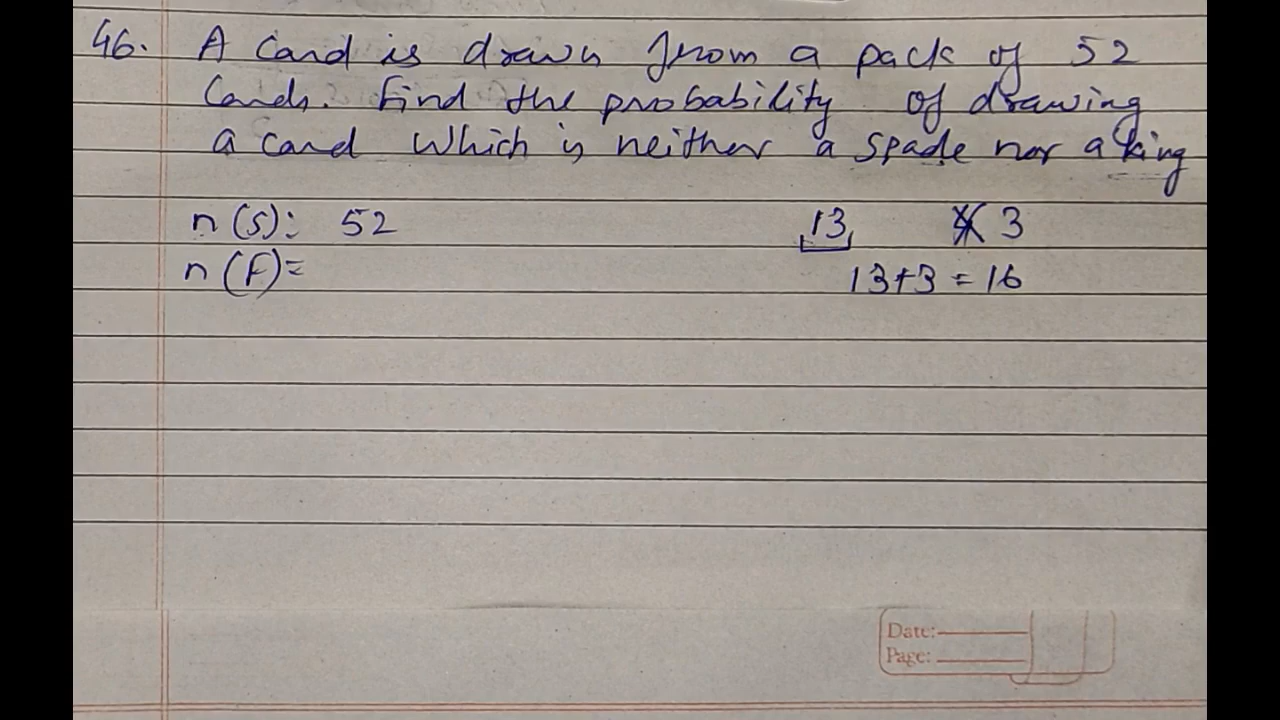 46. A Card is drawn from a pack of 52
Cards. Find the probability of drawing
a card which is neither a spade nor a king
n(S): 52 13 3
n(F)= 13+3=16
Date:
Page: